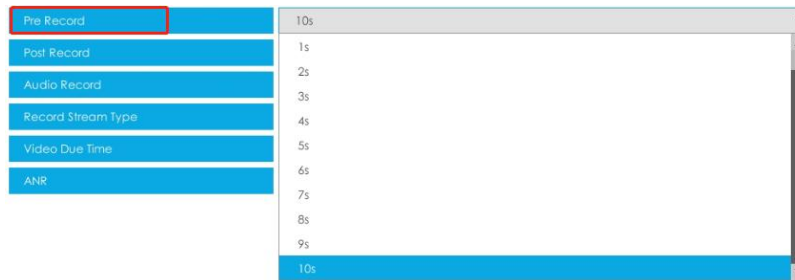 Pre Record
Post Record
Audio Record
Record Stream Type
Video Due Time
ANR
10s
1s
2s
3s
4s
5s
6s
7s
8s
9s
10s